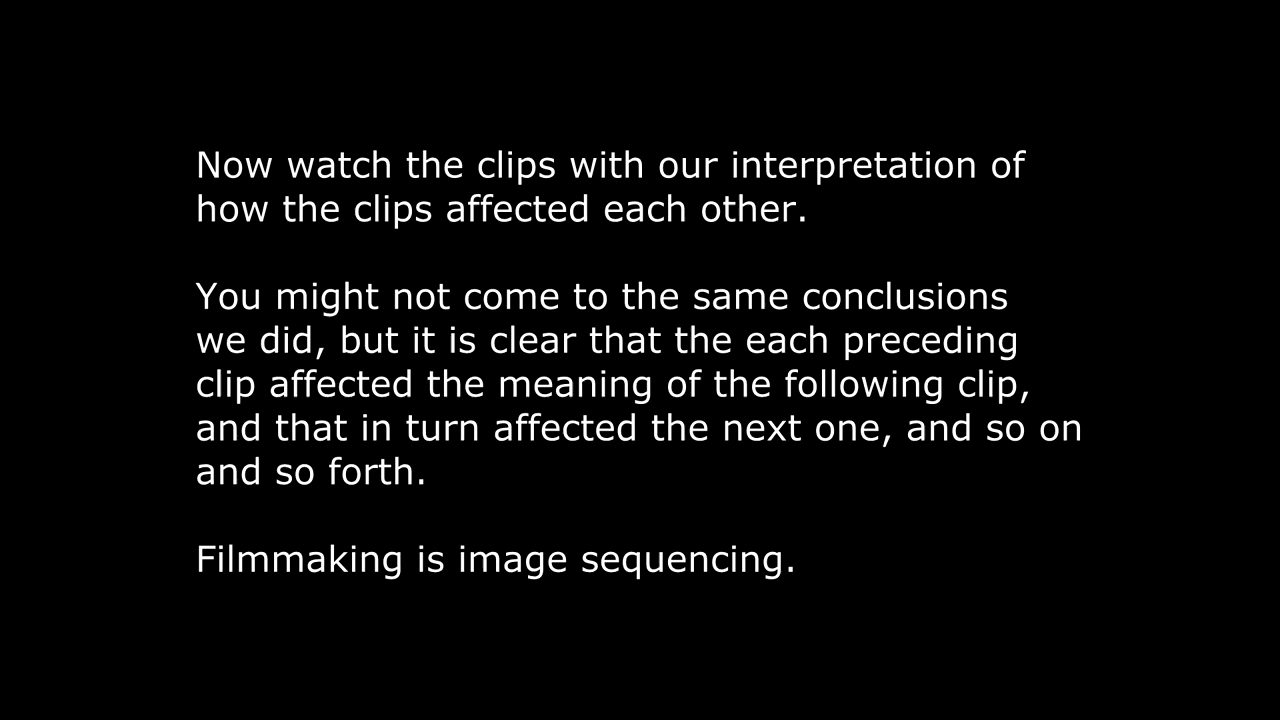 Now watch the clips with our interpretation of
how the clips affected each other.
You might not come to the same conclusions
we did, but it is clear that the each preceding
clip affected the meaning of the following clip,
and that in turn affected the next one, and so on
and so forth.
Filmmaking is image sequencing.